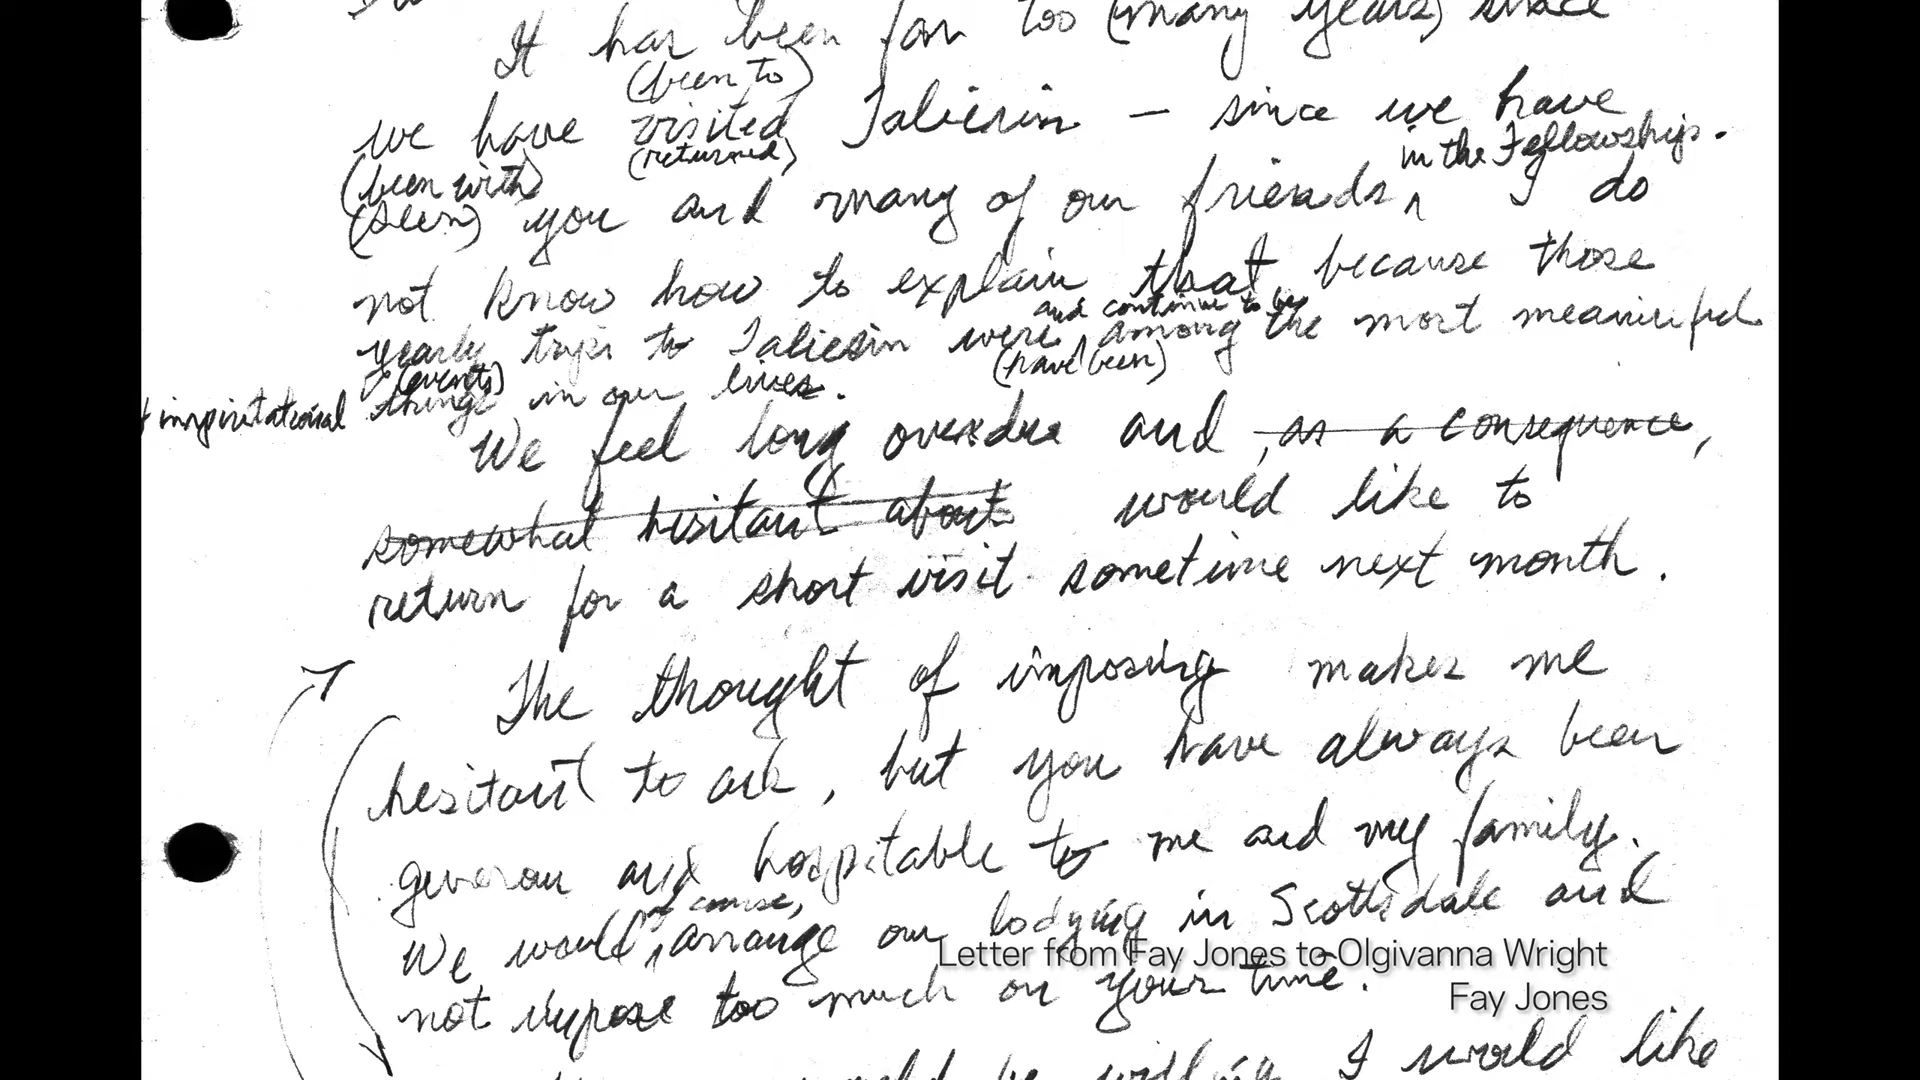 It has been far too (many years) since
(been to)
we have visited Taliesin — since we have
(returned)
in the Fellowship.
(been with)
(seen) you and many of our friends, I do
not know how to explain that because those
and continue to be
yearly trips to Taliesin were among the most meaningful
(have been)
(events)
+ inspirational things in our lives.
We feel long overdue and , as a consequence,
somewhat hesitant about would like to
return for a short visit sometime next month.
The thought of imposing makes me
hesitant to ask, but you have always been
generous and hospitable to me and my family.
of course,
We would arrange our lodging in Scottsdale and
not impose too much on your time.
I would like
Letter from Fay Jones to Olgivanna Wright
Fay Jones